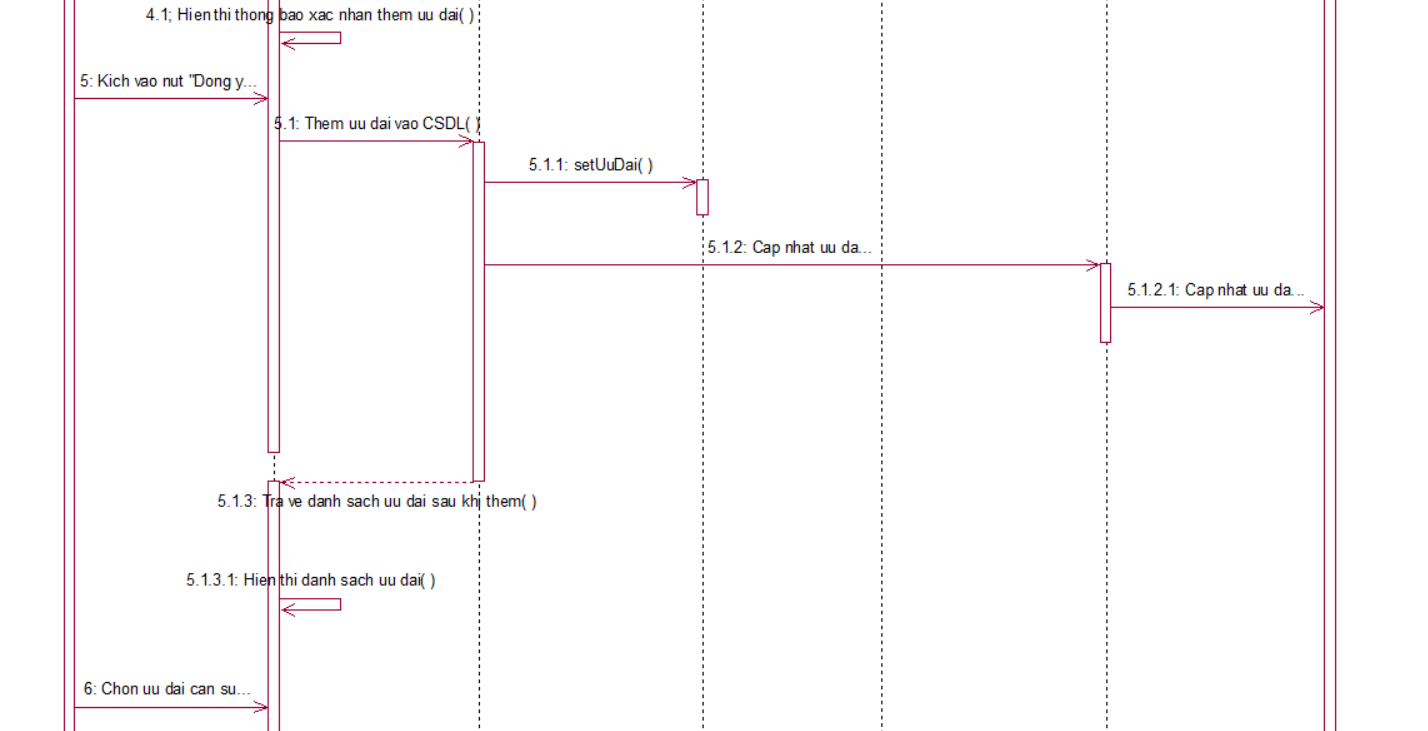 4.1; Hien thi thong bao xac nhan them uu dai( )
5: Kich vao nut "Dong y...
5.1: Them uu dai vao CSDL( )
5.1.1: setUuDai( )
5.1.2: Cap nhat uu da...
5.1.2.1: Cap nhat uu da...
5.1.3: Tra ve danh sach uu dai sau khi them( )
5.1.3.1: Hien thi danh sach uu dai( )
6: Chon uu dai can su...